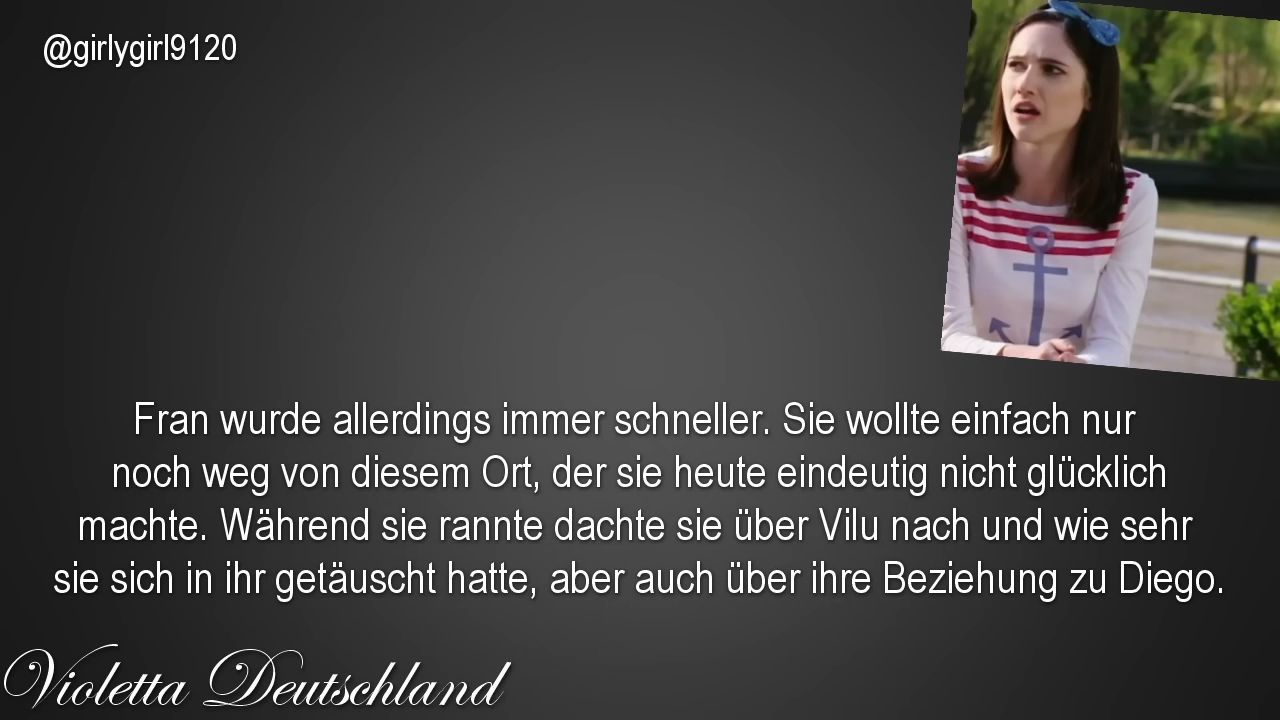 @girlygirl9120
Fran wurde allerdings immer schneller. Sie wollte einfach nur
noch weg von diesem Ort, der sie heute eindeutig nicht glücklich
machte. Während sie rannte dachte sie über Vilu nach und wie sehr
sie sich in ihr getäuscht hatte, aber auch über ihre Beziehung zu Diego.
Violetta Deutschland